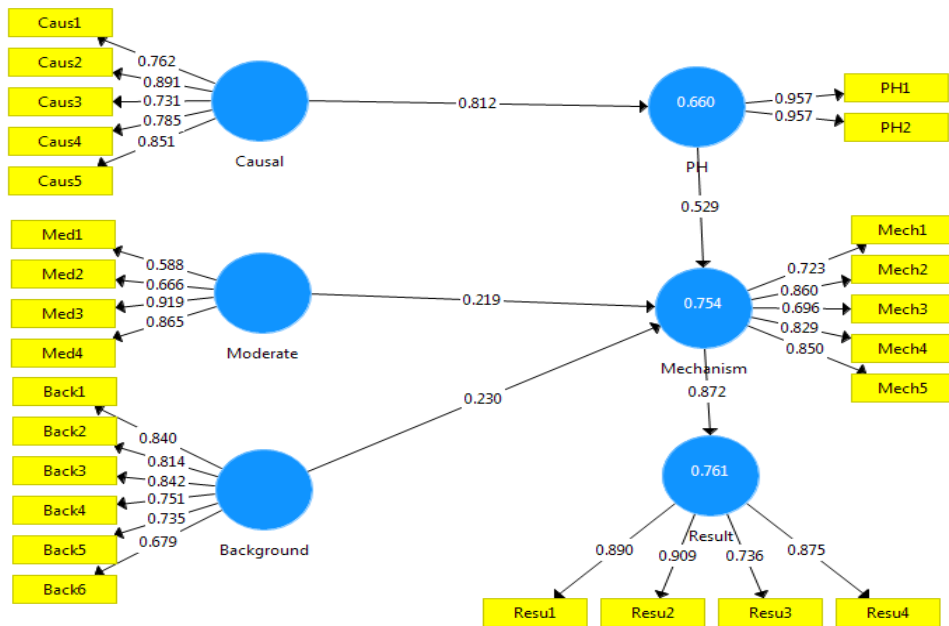 Caus1
Caus2
Caus3
Caus4
Caus5
0.762
0.891
0.731
0.785
0.851
Causal
0.812
0.660
PH
0.957
0.957
PH1
PH2
0.529
Med1
Med2
Med3
Med4
0.588
0.666
0.919
0.865
Moderate
0.219
0.754
Mechanism
0.723
0.860
0.696
0.829
0.850
Mech1
Mech2
Mech3
Mech4
Mech5
Back1
Back2
Back3
Back4
Back5
Back6
0.840
0.814
0.842
0.751
0.735
0.679
Background
0.230
0.872
0.761
Result
0.890
0.909
0.736
0.875
Resu1
Resu2
Resu3
Resu4